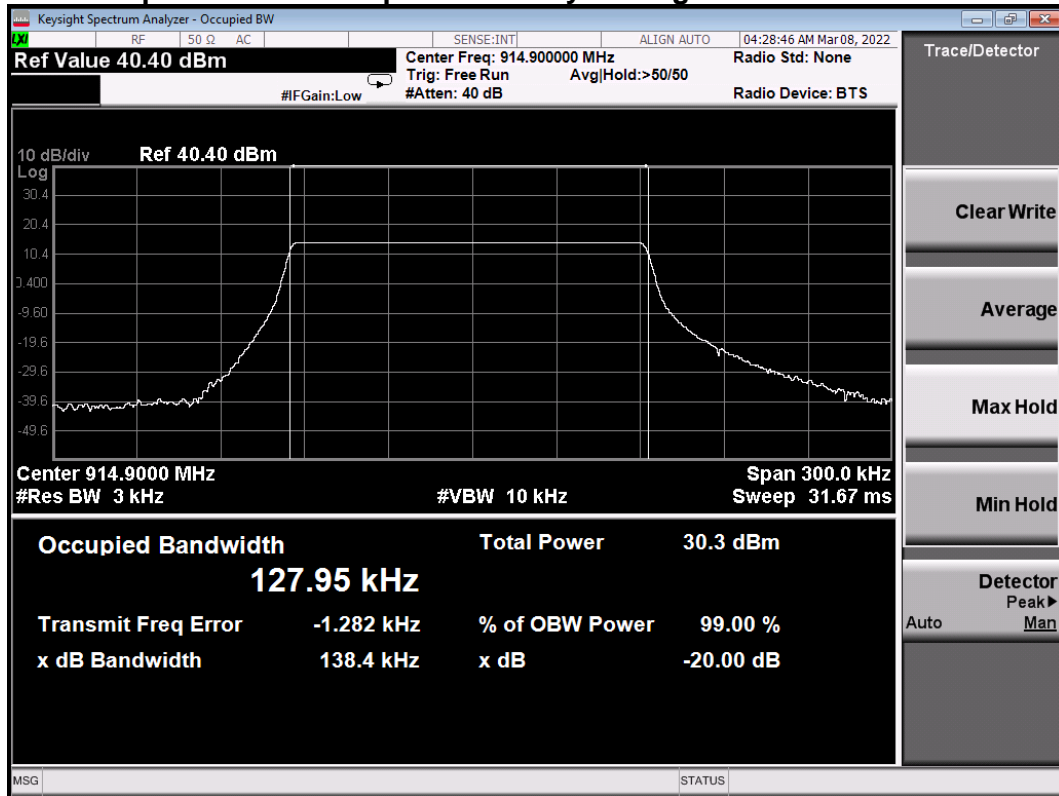 Keysight Spectrum Analyzer - Occupied BW
LXI RF 50 Ω AC SENSE:INT ALIGN AUTO 04:28:46 AM Mar 08, 2022
Ref Value 40.40 dBm
Center Freq: 914.900000 MHz Radio Std: None
Trig: Free Run Avg|Hold:>50/50
#IFGain:Low #Atten: 40 dB Radio Device: BTS
Trace/Detector
10 dB/div Ref 40.40 dBm
Log
30.4
20.4
10.4
0.400
-9.60
-19.6
-29.6
-39.6
-49.6
Center 914.9000 MHz Span 300.0 kHz
#Res BW 3 kHz #VBW 10 kHz Sweep 31.67 ms
Occupied Bandwidth Total Power 30.3 dBm
127.95 kHz
Transmit Freq Error -1.282 kHz % of OBW Power 99.00 %
x dB Bandwidth 138.4 kHz x dB -20.00 dB
Clear Write
Average
Max Hold
Min Hold
Detector
Peak▶
Auto Man
MSG STATUS